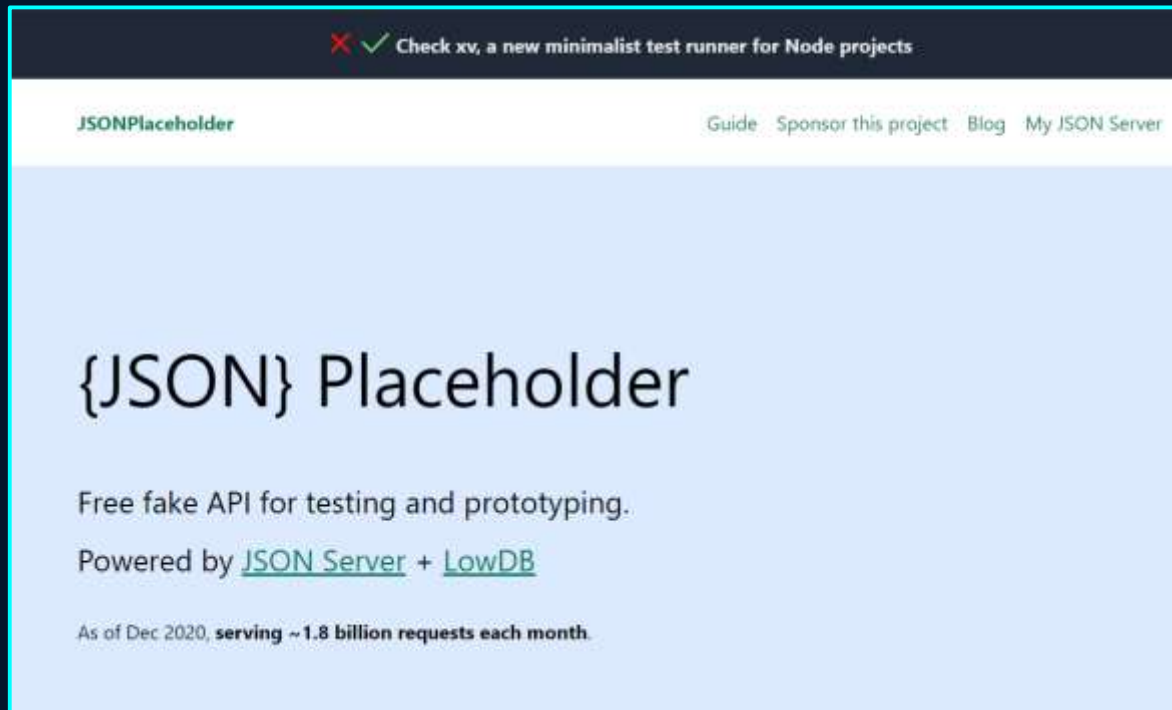 ❌ ✓ Check xv, a new minimalist test runner for Node projects
JSONPlaceholder
Guide Sponsor this project Blog My JSON Server
{JSON} Placeholder
Free fake API for testing and prototyping.
Powered by JSON Server + LowDB
As of Dec 2020, serving ~1.8 billion requests each month.